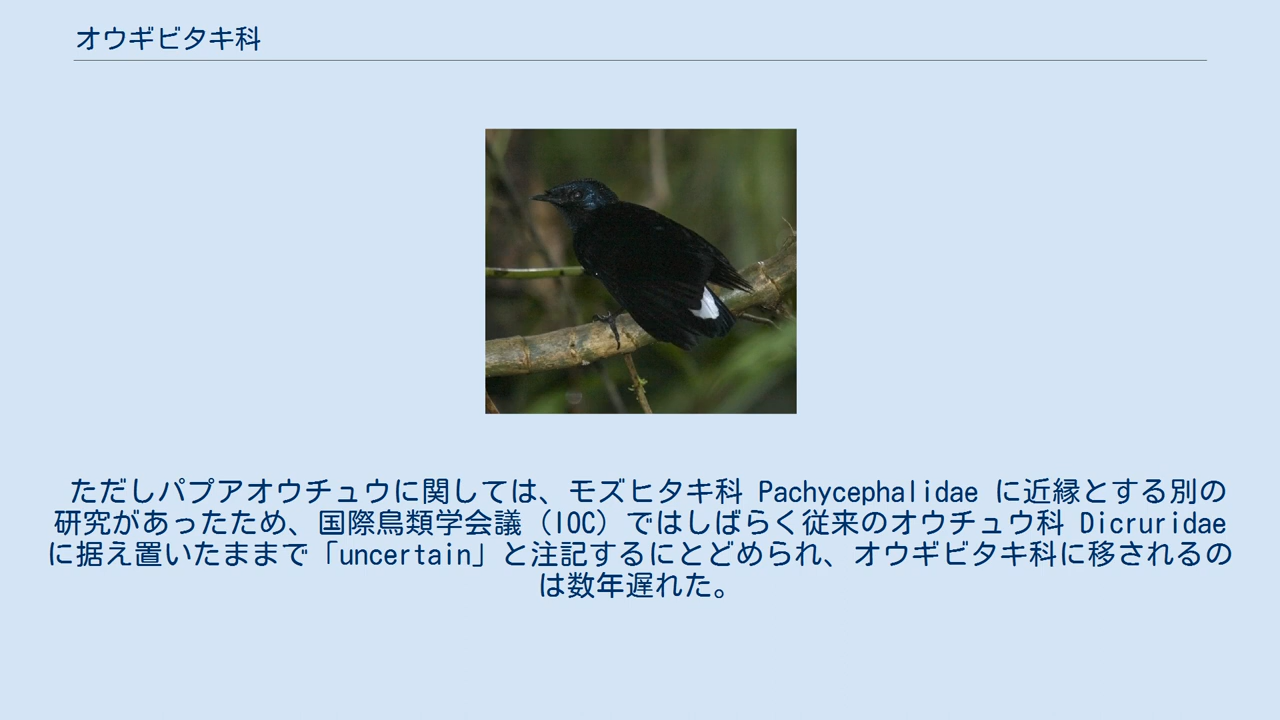 オウギビタキ科
ただしパプアオウチュウに関しては、モズヒタキ科 Pachycephalidae に近縁とする別の
研究があったため、国際鳥類学会議（IOC）ではしばらく従来のオウチュウ科 Dicruridae
に据え置いたままで「uncertain」と注記するにとどめられ、オウギビタキ科に移されるの
は数年遅れた。